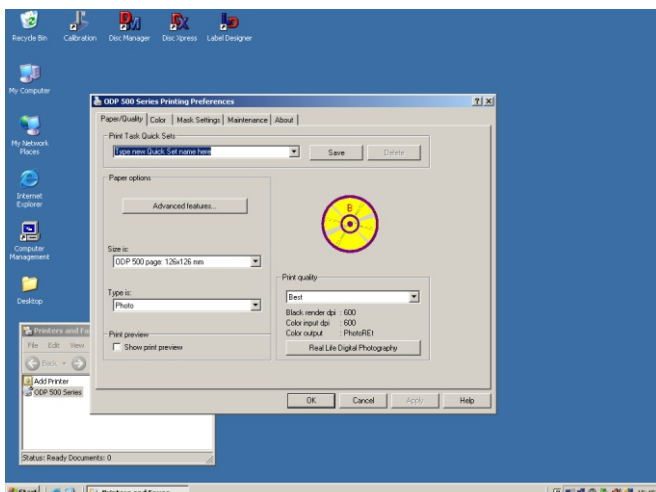 Recycle Bin
Calibration
Disc Manager
Disc Xpress
Label Designer
My Computer
My Network
Places
Internet
Explorer
Computer
Management
Desktop
ODP 500 Series Printing Preferences
Paper/Quality
Color
Mask Settings
Maintenance
About
Print Task Quick Sets
Type new Quick Set name here
Save
Delete
Paper options
Advanced features...
Size is:
ODP 500 page: 126x126 mm
Type is:
Photo
Print preview
Show print preview
B
Print quality
Best
Black render dpi : 600
Color input dpi : 600
Color output : PhotoREt
Real Life Digital Photography
OK
Cancel
Apply
Help
Printers and Fa
File Edit View
Back
Add Printer
ODP 500 Series
Status: Ready Documents: 0
Start
Printers and Faxes